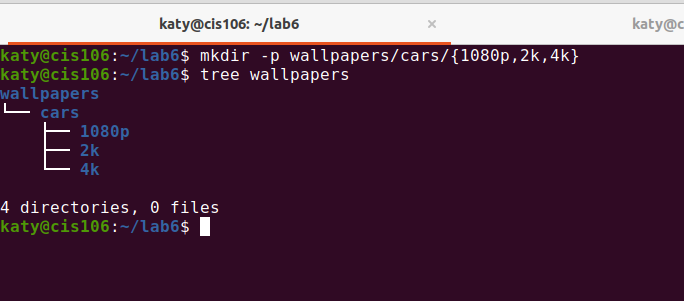 katy@cis106: ~/lab6 × katy@c
katy@cis106:~/lab6$ mkdir -p wallpapers/cars/{1080p,2k,4k}
katy@cis106:~/lab6$ tree wallpapers
wallpapers
└── cars
    ├── 1080p
    ├── 2k
    └── 4k
4 directories, 0 files
katy@cis106:~/lab6$